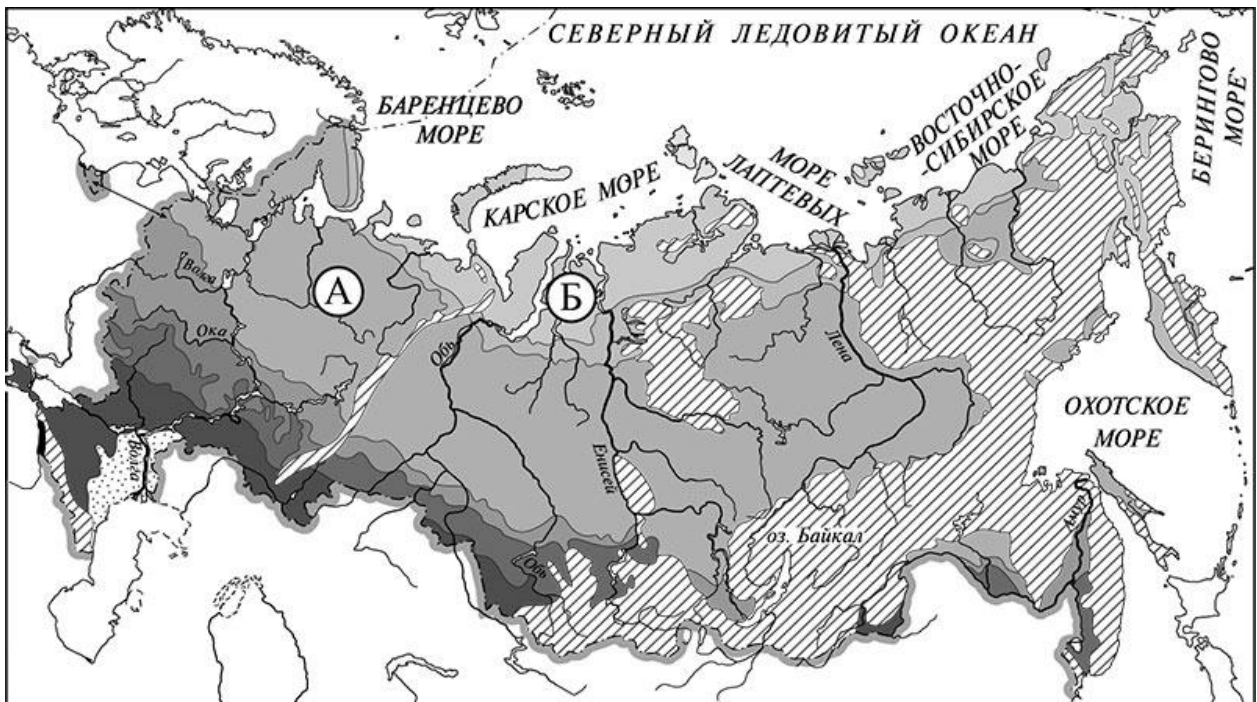 СЕВЕРНЫЙ ЛЕДОВИТЫЙ ОКЕАН
БАРЕНЦЕВО
МОРЕ
КАРСКОЕ МОРЕ
МОРЕ
ЛАПТЕВЫХ
ВОСТОЧНО-
-СИБИРСКОЕ
МОРЕ
БЕРИНГОВО
МОРЕ
А
Б
Волга
Ока
Обь
Лена
Енисей
Волга
ОХОТСКОЕ
МОРЕ
оз. Байкал
Обь
Амур